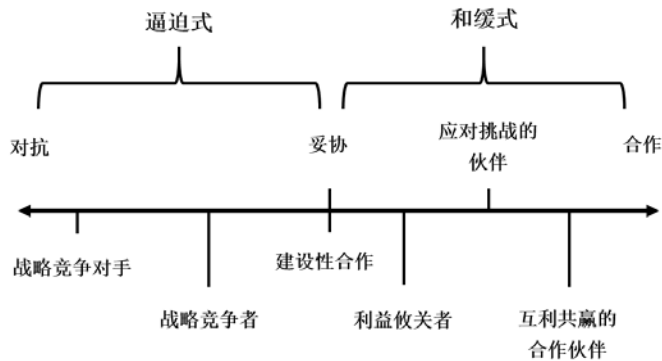 逼迫式
和缓式
对抗
妥协
应对挑战的
伙伴
合作
战略竞争对手
建设性合作
战略竞争者
利益攸关者
互利共赢的
合作伙伴